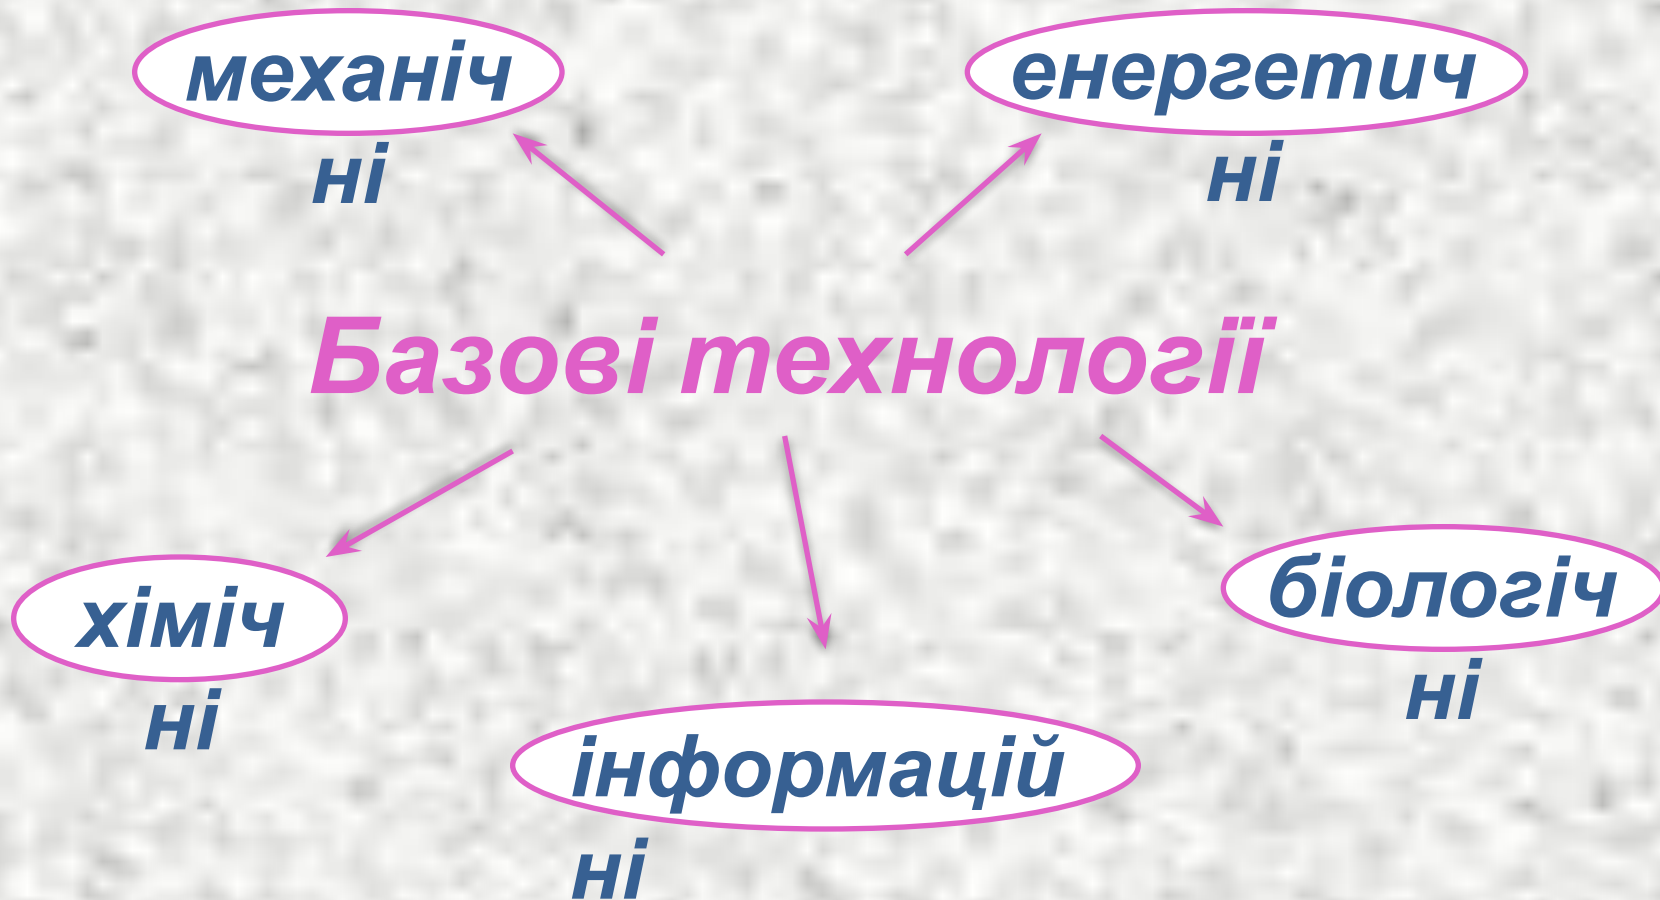 механіч
ні
енергетич
ні
Базові технології
хіміч
ні
інформацій
ні
біологіч
ні